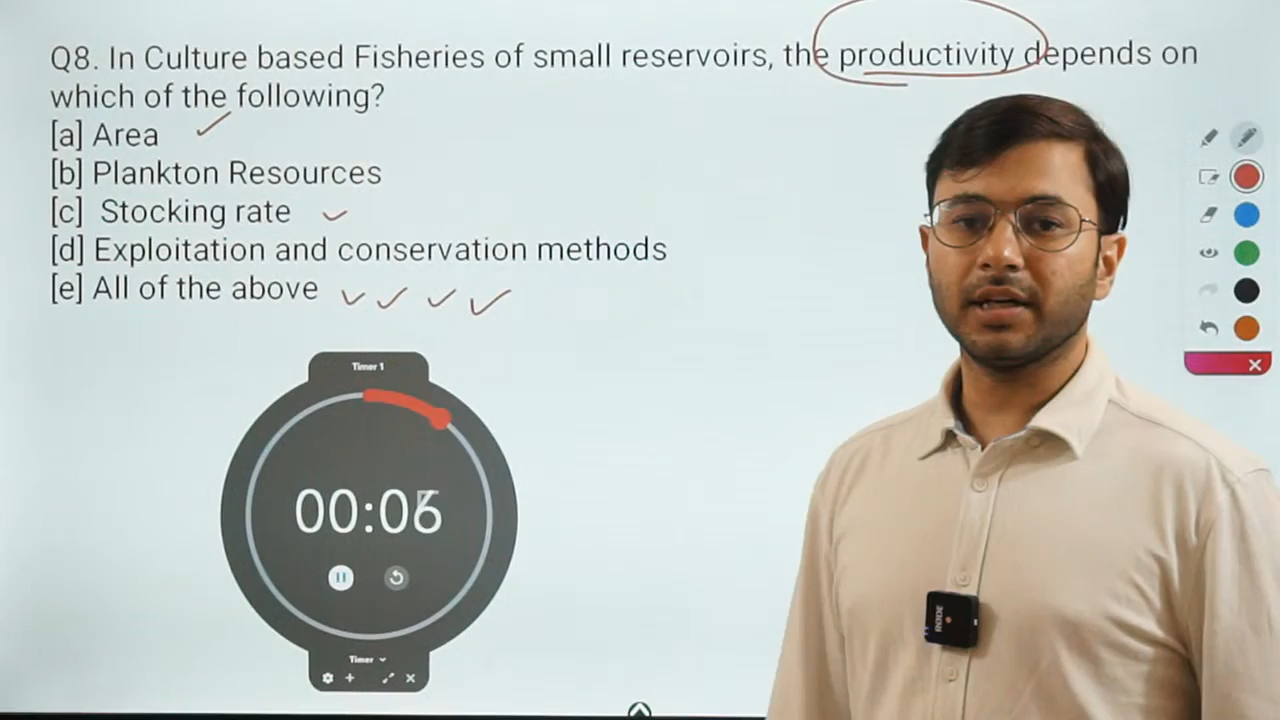 Q8. In Culture based Fisheries of small reservoirs, the productivity depends on
which of the following?
[a] Area
[b] Plankton Resources
[c] Stocking rate
[d] Exploitation and conservation methods
[e] All of the above
Timer 1
Timer
RØDE